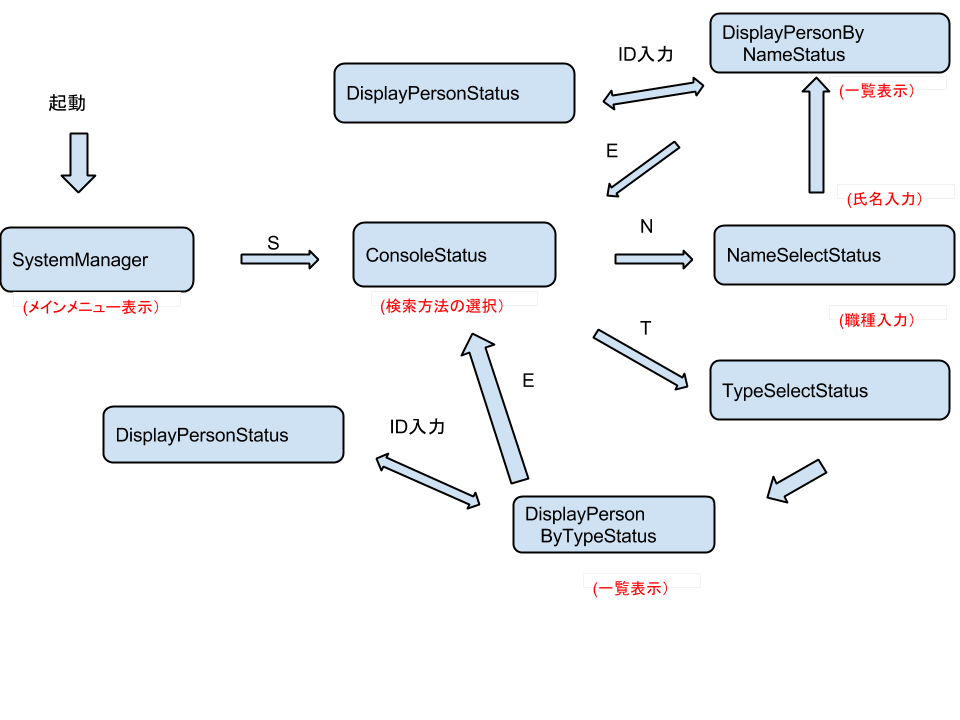 DisplayPersonBy
NameStatus
ID入力
DisplayPersonStatus
(一覧表示）
起動
E
(氏名入力）
N
S
SystemManager
ConsoleStatus
NameSelectStatus
(メインメニュー表示）
(検索方法の選択）
(職種入力）
T
E
TypeSelectStatus
ID入力
DisplayPersonStatus
DisplayPerson
ByTypeStatus
(一覧表示）